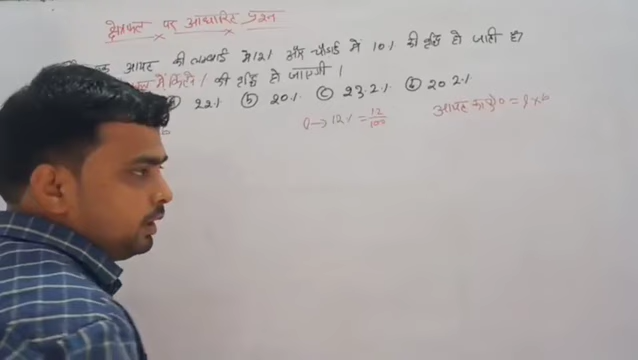 क्षेत्रफल पर आधारित प्रश्न
आयत की लम्बाई में 12% और चौड़ाई में 10% की वृद्धि हो जाती है।
में कितने % की वृद्धि हो जाएगी।
22% (b) 20% (c) 23.2% (d) 20.2%
l → 12% = 12/100
आयत का क्षे० = l×b